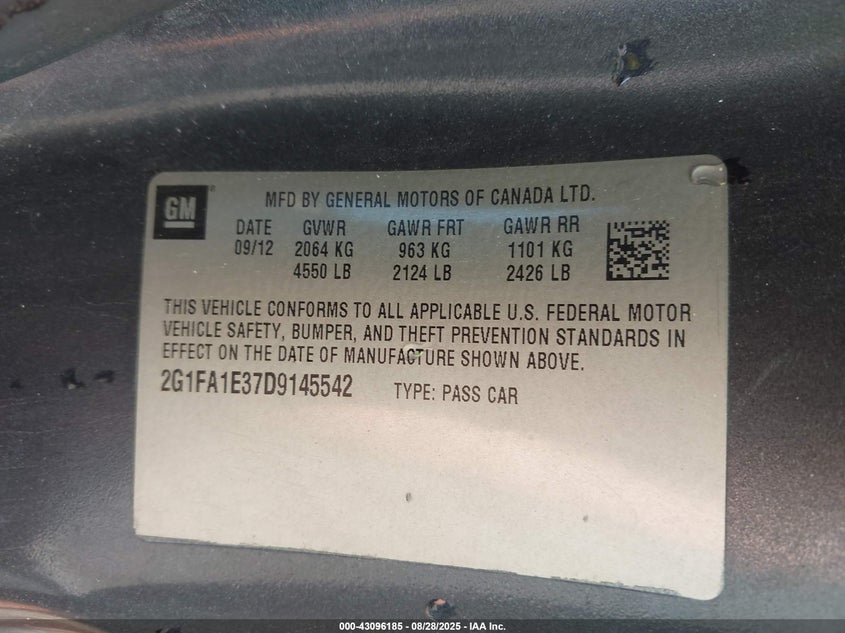 GM
MFD BY GENERAL MOTORS OF CANADA LTD.
DATE GVWR GAWR FRT GAWR RR
09/12 2064 KG 963 KG 1101 KG
4550 LB 2124 LB 2426 LB
THIS VEHICLE CONFORMS TO ALL APPLICABLE U.S. FEDERAL MOTOR
VEHICLE SAFETY, BUMPER, AND THEFT PREVENTION STANDARDS IN
EFFECT ON THE DATE OF MANUFACTURE SHOWN ABOVE.
2G1FA1E37D9145542 TYPE: PASS CAR
000-43096185 - 08/28/2025 - IAA Inc.